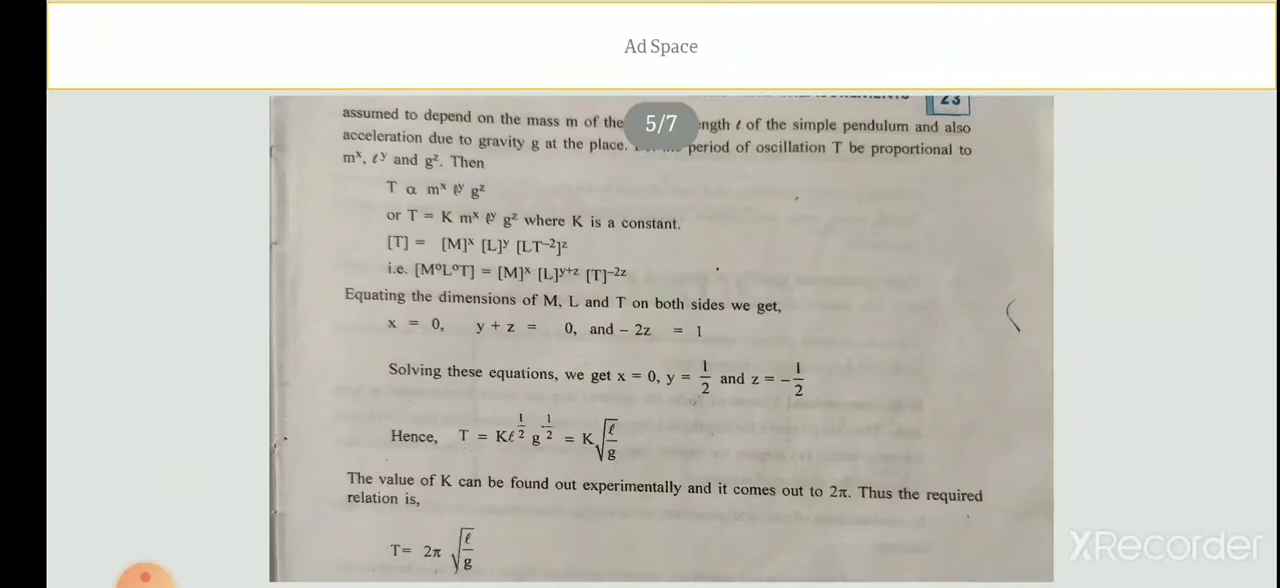 Ad Space
23
5/7
assumed to depend on the mass m of the ngth ℓ of the simple pendulum and also
acceleration due to gravity g at the place. period of oscillation T be proportional to
mˣ, ℓʸ and gᶻ. Then
T α mˣ ℓʸ gᶻ
or T = K mˣ ℓʸ gᶻ where K is a constant.
[T] = [M]ˣ [L]ʸ [LT⁻²]ᶻ
i.e. [M⁰L⁰T] = [M]ˣ [L]ʸ⁺ᶻ [T]⁻²ᶻ
Equating the dimensions of M, L and T on both sides we get,
x = 0, y + z = 0, and – 2z = 1
Solving these equations, we get x = 0, y = 1/2 and z = –1/2
Hence, T = Kℓ^(1/2) g^(-1/2) = K√(ℓ/g)
The value of K can be found out experimentally and it comes out to 2π. Thus the required
relation is,
T= 2π √(ℓ/g)
XRecorder